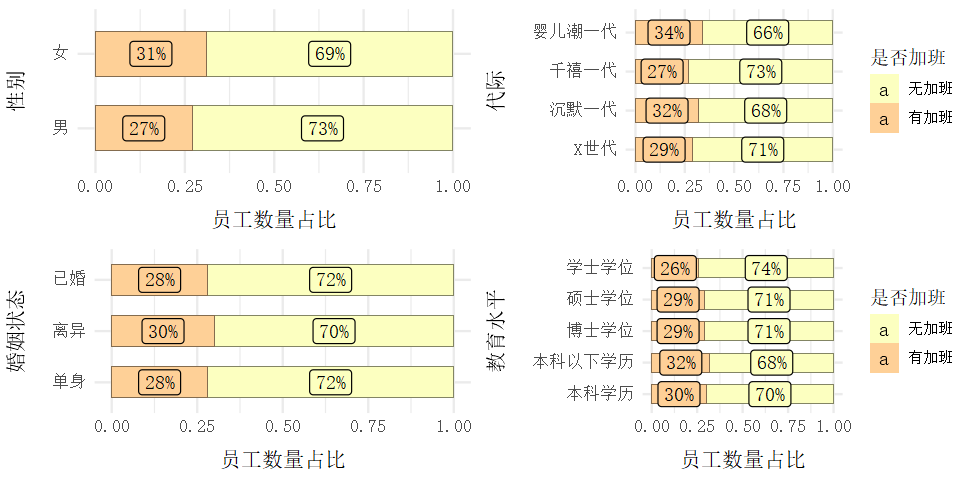 性别
女
31%
69%
男
27%
73%
0.00 0.25 0.50 0.75 1.00
员工数量占比
代际
婴儿潮一代
34%
66%
千禧一代
27%
73%
沉默一代
32%
68%
X世代
29%
71%
0.00 0.25 0.50 0.75 1.00
员工数量占比
是否加班
a 无加班
a 有加班
婚姻状态
已婚
28%
72%
离异
30%
70%
单身
28%
72%
0.00 0.25 0.50 0.75 1.00
员工数量占比
教育水平
学士学位
26%
74%
硕士学位
29%
71%
博士学位
29%
71%
本科以下学历
32%
68%
本科学历
30%
70%
0.00 0.25 0.50 0.75 1.00
员工数量占比
是否加班
a 无加班
a 有加班